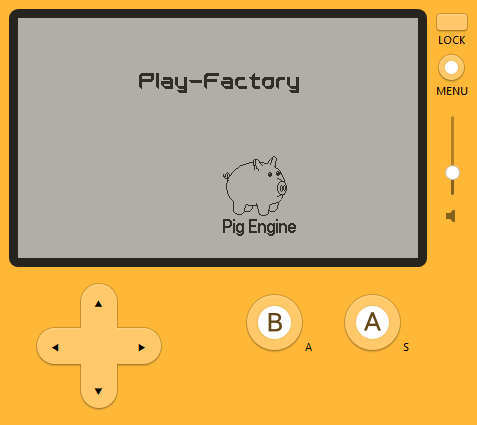 LOCK
Play-Factory
MENU
Pig Engine
B
A
A
S